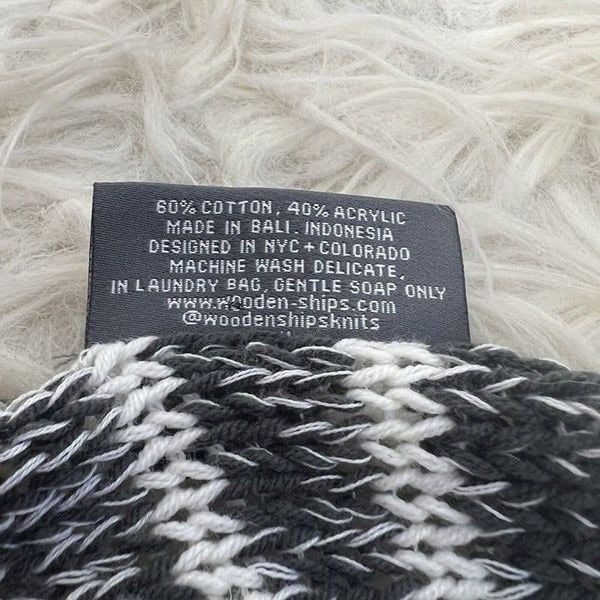 60% COTTON, 40% ACRYLIC
MADE IN BALI. INDONESIA
DESIGNED IN NYC + COLORADO
MACHINE WASH DELICATE,
IN LAUNDRY BAG, GENTLE SOAP ONLY
www.wooden-ships.com
@woodenshipsknits